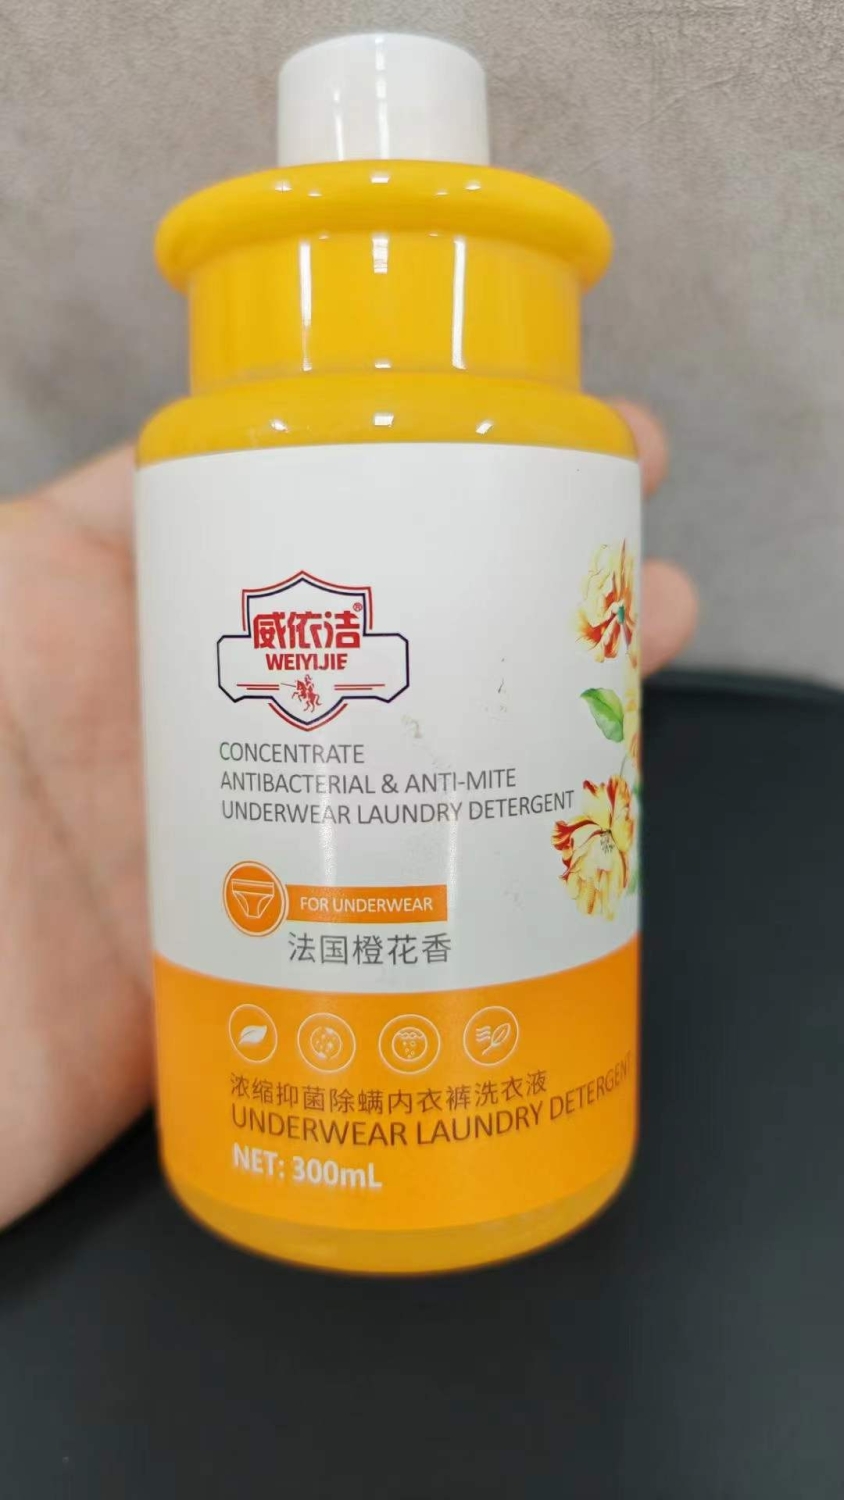 威依洁®
WEIYIJIE
CONCENTRATE
ANTIBACTERIAL & ANTI-MITE
UNDERWEAR LAUNDRY DETERGENT
FOR UNDERWEAR
法国橙花香
浓缩抑菌除螨内衣裤洗衣液
UNDERWEAR LAUNDRY DETERGENT
NET: 300mL